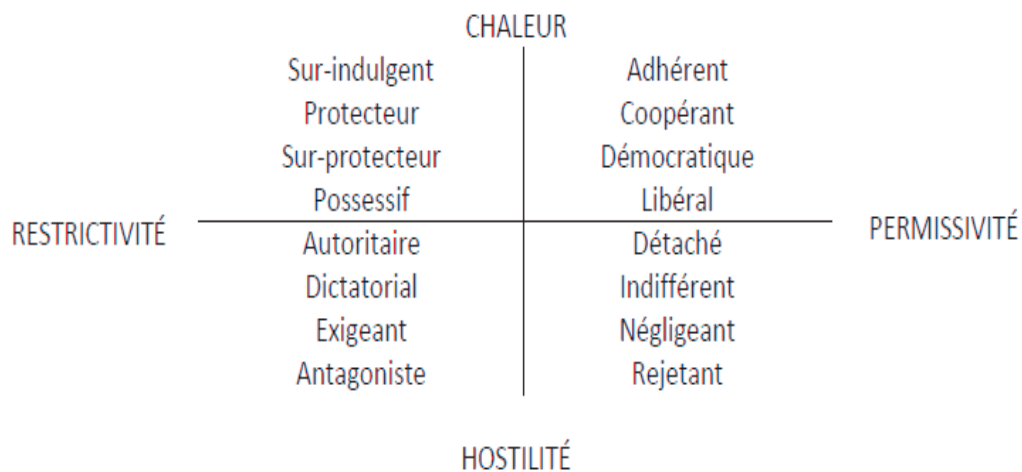 CHALEUR
Sur-indulgent Adhérent
Protecteur Coopérant
Sur-protecteur Démocratique
Possessif Libéral
RESTRICTIVITÉ PERMISSIVITÉ
Autoritaire Détaché
Dictatorial Indifférent
Exigeant Négligeant
Antagoniste Rejetant
HOSTILITÉ